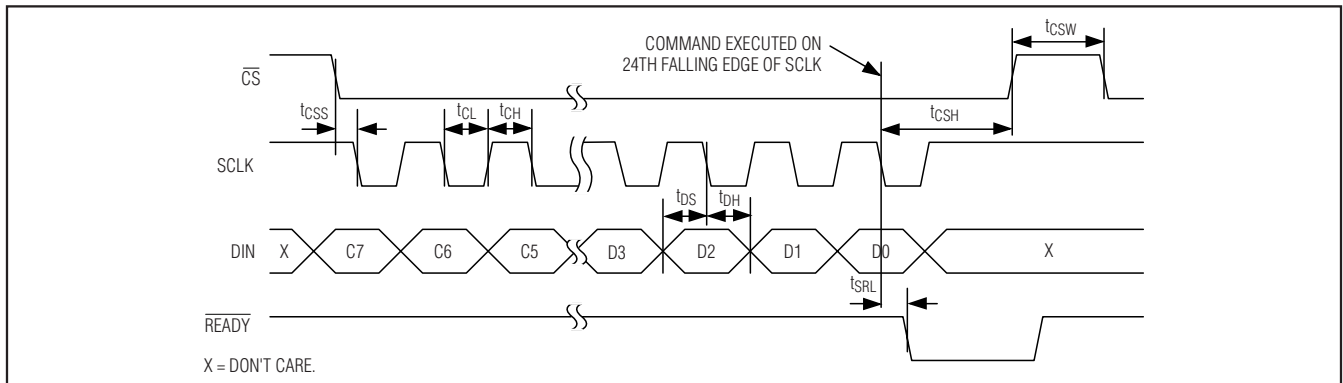 COMMAND EXECUTED ON
24TH FALLING EDGE OF SCLK
tCSW
CS
tCSS
tCL
tCH
tCSH
SCLK
tDS
tDH
DIN
X
C7
C6
C5
D3
D2
D1
D0
X
tSRL
READY
X = DON'T CARE.